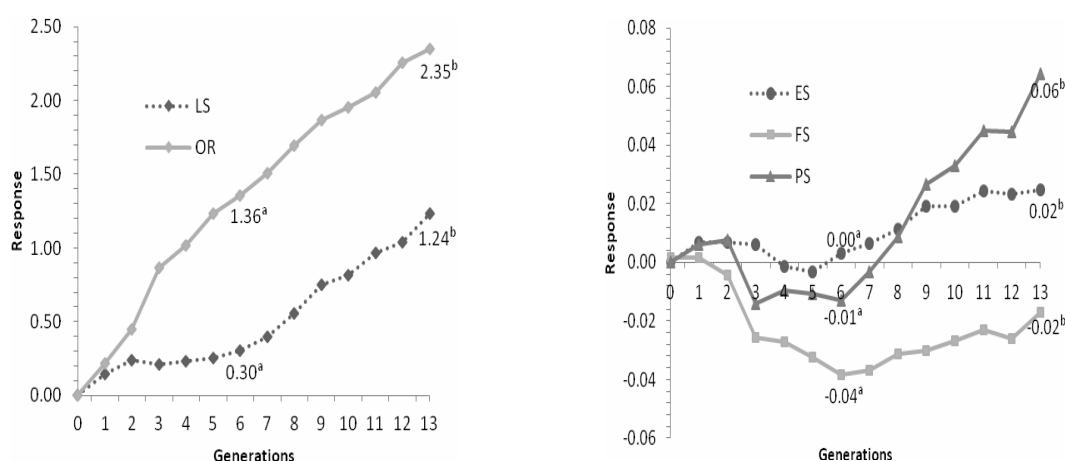 2.50
2.00
1.50
1.00
0.50
0.00
Response
LS
OR
2.35ᵇ
1.36ᵃ
1.24ᵇ
0.30ᵃ
0 1 2 3 4 5 6 7 8 9 10 11 12 13
Generations
0.08
0.06
0.04
0.02
0.00
-0.02
-0.04
-0.06
Response
ES
FS
PS
0.06ᵇ
0.02ᵇ
0.00ᵃ
0 1 2 3 4 5 6 7 8 9 10 11 12 13
-0.01ᵃ
-0.02ᵇ
-0.04ᵃ
Generations